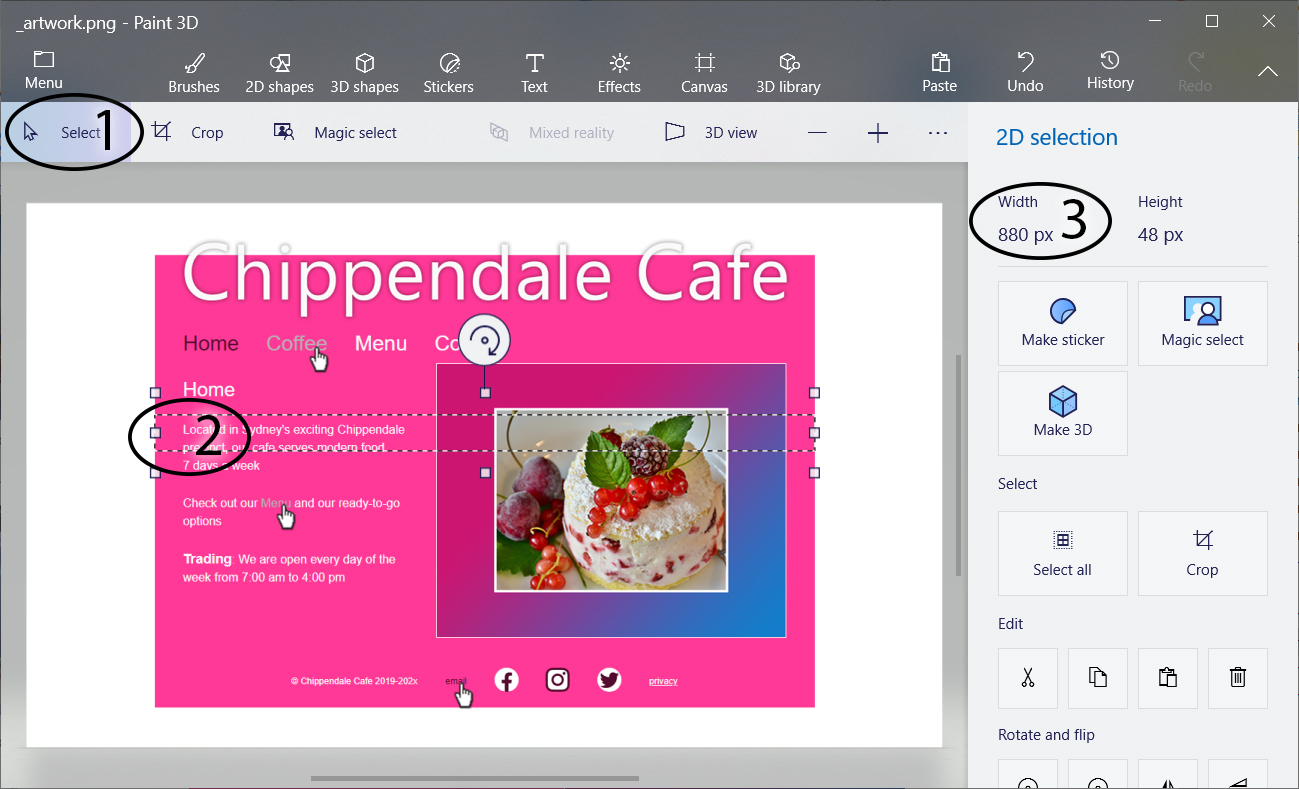 _artwork.png - Paint 3D
Menu
Brushes
2D shapes
3D shapes
Stickers
Text
Effects
Canvas
3D library
Paste
Undo
History
Redo
Select
1
Crop
Magic select
Mixed reality
3D view
2D selection
Width
Height
880 px
3
48 px
Make sticker
Magic select
Make 3D
Select
Select all
Crop
Edit
Rotate and flip
Chippendale Cafe
Home
Coffee
Menu
Home
2
Located in Sydney's exciting Chippendale
precinct, our cafe serves modern food
7 days a week
Check out our Menu and our ready-to-go
options
Trading: We are open every day of the
week from 7:00 am to 4:00 pm
© Chippendale Cafe 2019-202x
email
privacy